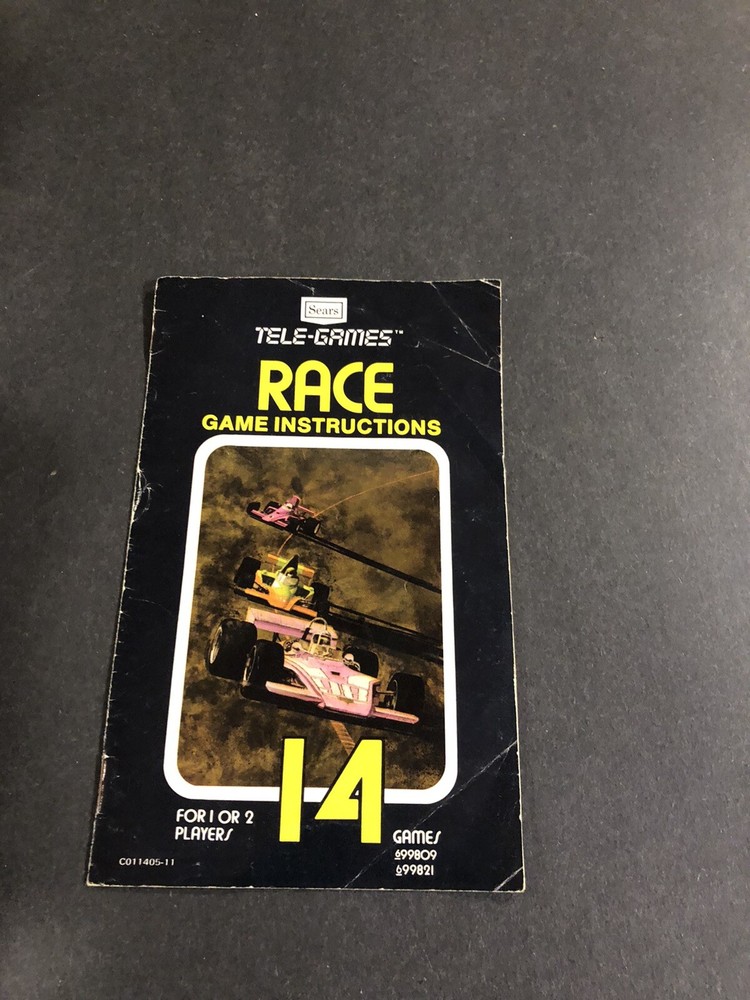 Sears
TELE-GAMES™
RACE
GAME INSTRUCTIONS
14
FOR 1 OR 2
PLAYERS
GAMES
699809
699821
C011405-11